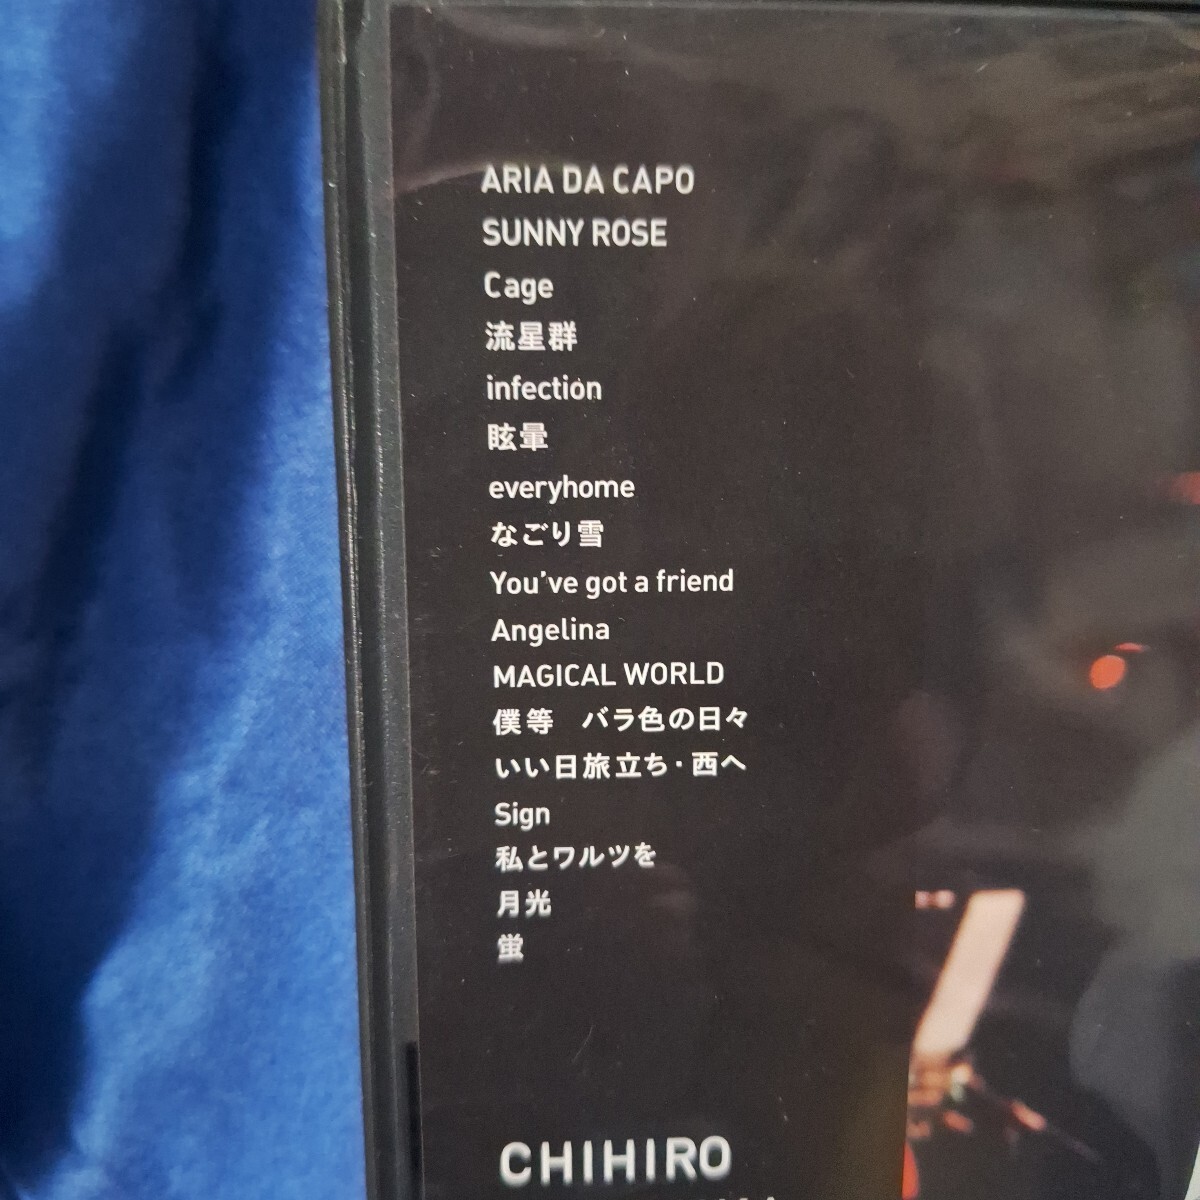 ARIA DA CAPO
SUNNY ROSE
Cage
流星群
infection
眩暈
everyhome
なごり雪
You've got a friend
Angelina
MAGICAL WORLD
僕等　バラ色の日々
いい日旅立ち・西へ
Sign
私とワルツを
月光
蛍
CHIHIRO